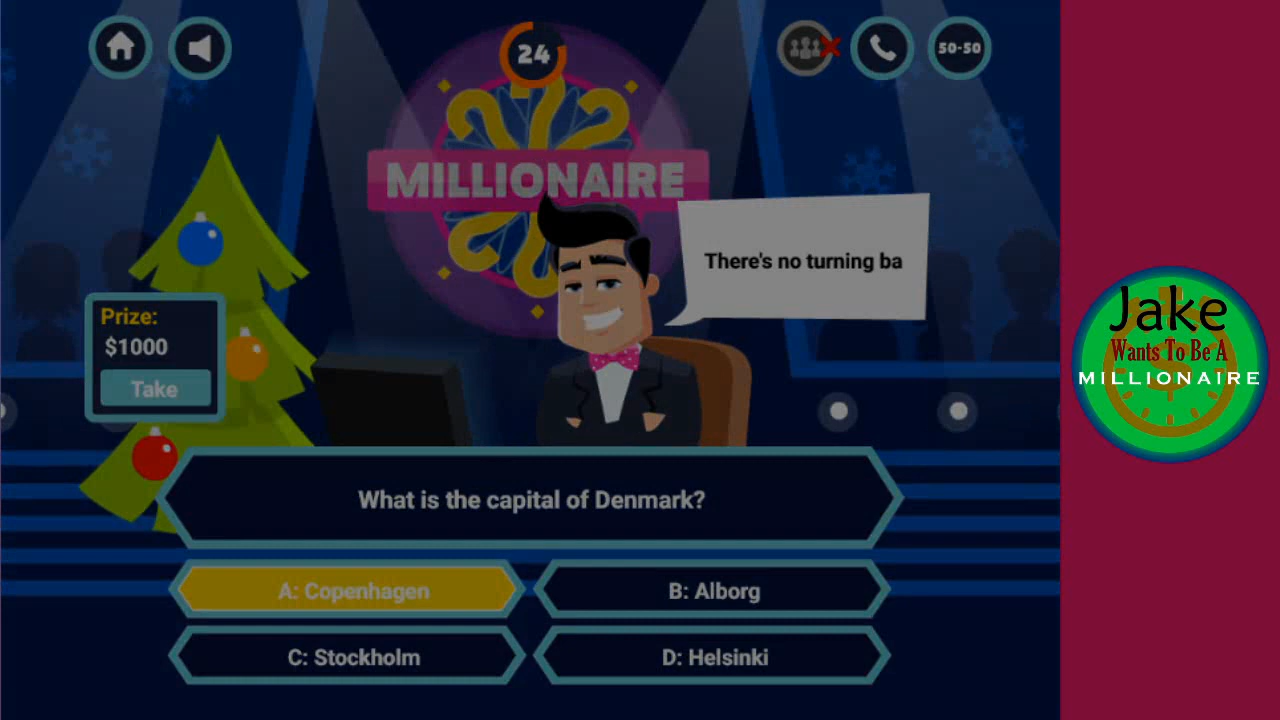 24
50-50
MILLIONAIRE
There's no turning ba
Prize:
$1000
Take
What is the capital of Denmark?
A: Copenhagen
B: Alborg
C: Stockholm
D: Helsinki
Jake
Wants To Be A
MILLIONAIRE